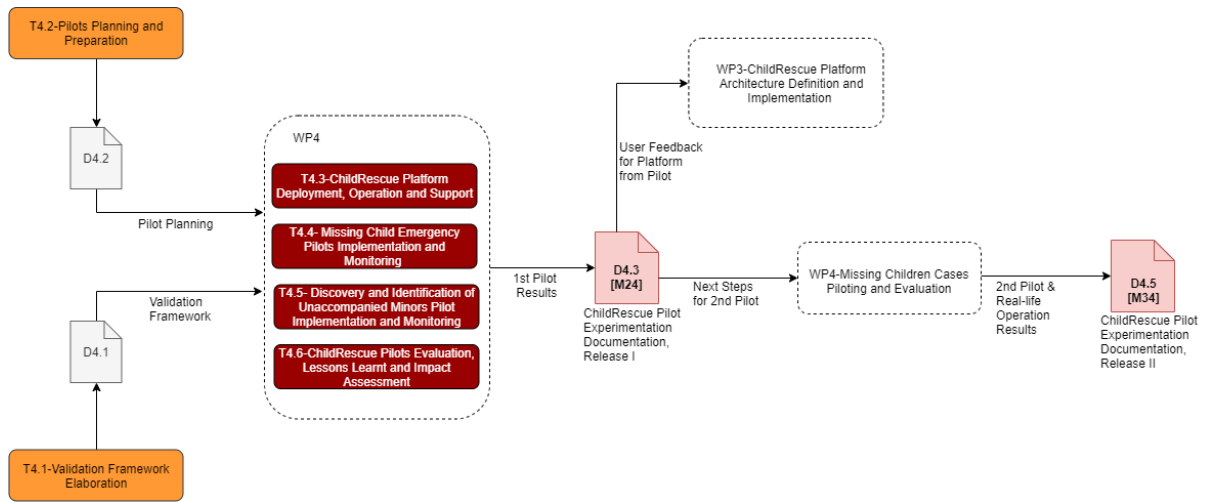 T4.2-Pilots Planning and
Preparation
D4.2
Pilot Planning
Validation
Framework
D4.1
T4.1-Validation Framework
Elaboration
WP4
T4.3-ChildRescue Platform
Deployment, Operation and Support
T4.4- Missing Child Emergency
Pilots Implementation and
Monitoring
T4.5- Discovery and Identification of
Unaccompanied Minors Pilot
Implementation and Monitoring
T4.6-ChildRescue Pilots Evaluation,
Lessons Learnt and Impact
Assessment
1st Pilot
Results
WP3-ChildRescue Platform
Architecture Definition and
Implementation
User Feedback
for Platform
from Pilot
D4.3
[M24]
ChildRescue Pilot
Experimentation
Documentation,
Release I
Next Steps
for 2nd Pilot
WP4-Missing Children Cases
Piloting and Evaluation
2nd Pilot &
Real-life
Operation
Results
D4.5
[M34]
ChildRescue Pilot
Experimentation
Documentation,
Release II